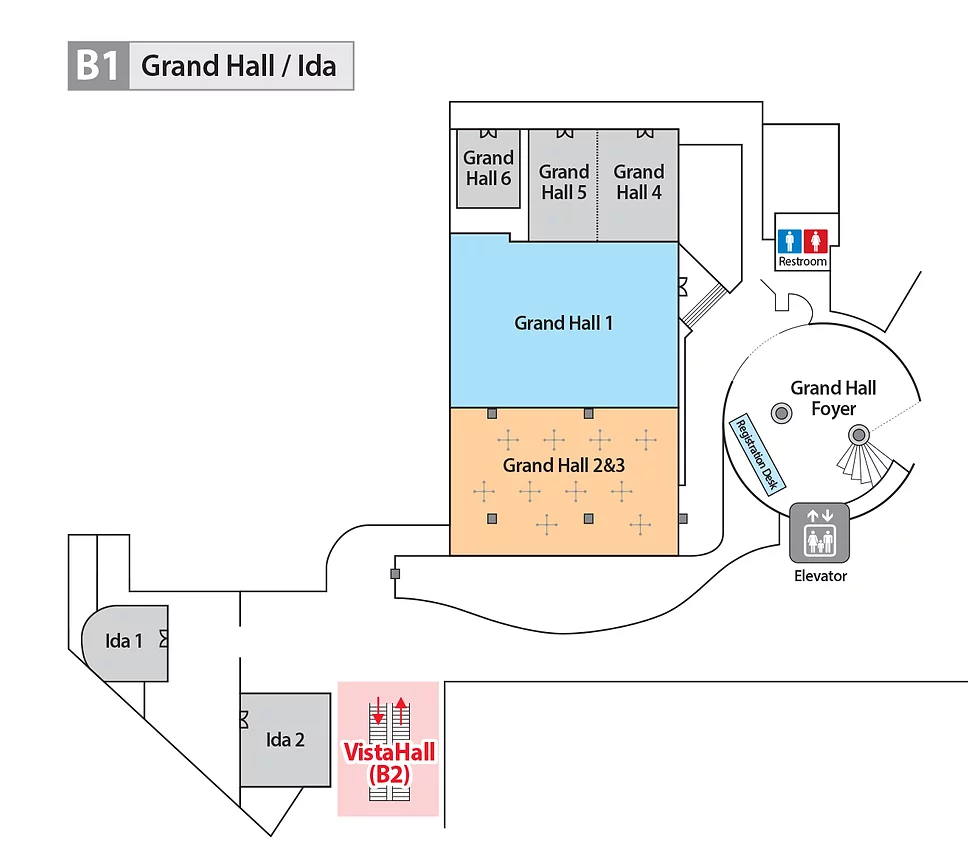 B1 Grand Hall / Ida
Grand
Hall 6
Grand
Hall 5
Grand
Hall 4
Restroom
Grand Hall 1
Grand Hall
Foyer
Registration Desk
Grand Hall 2&3
Elevator
Ida 1
Ida 2
VistaHall
(B2)